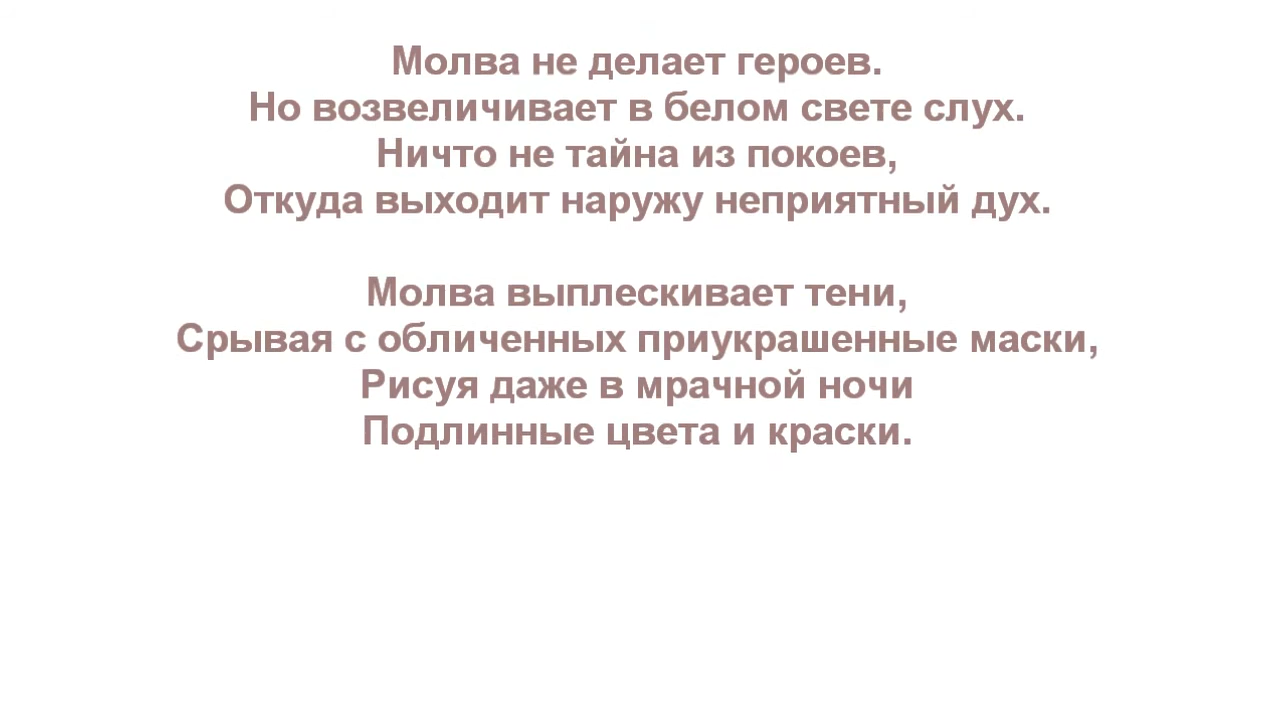 Молва не делает героев.
Но возвеличивает в белом свете слух.
Ничто не тайна из покоев,
Откуда выходит наружу неприятный дух.
Молва выплескивает тени,
Срывая с обличенных приукрашенные маски,
Рисуя даже в мрачной ночи
Подлинные цвета и краски.